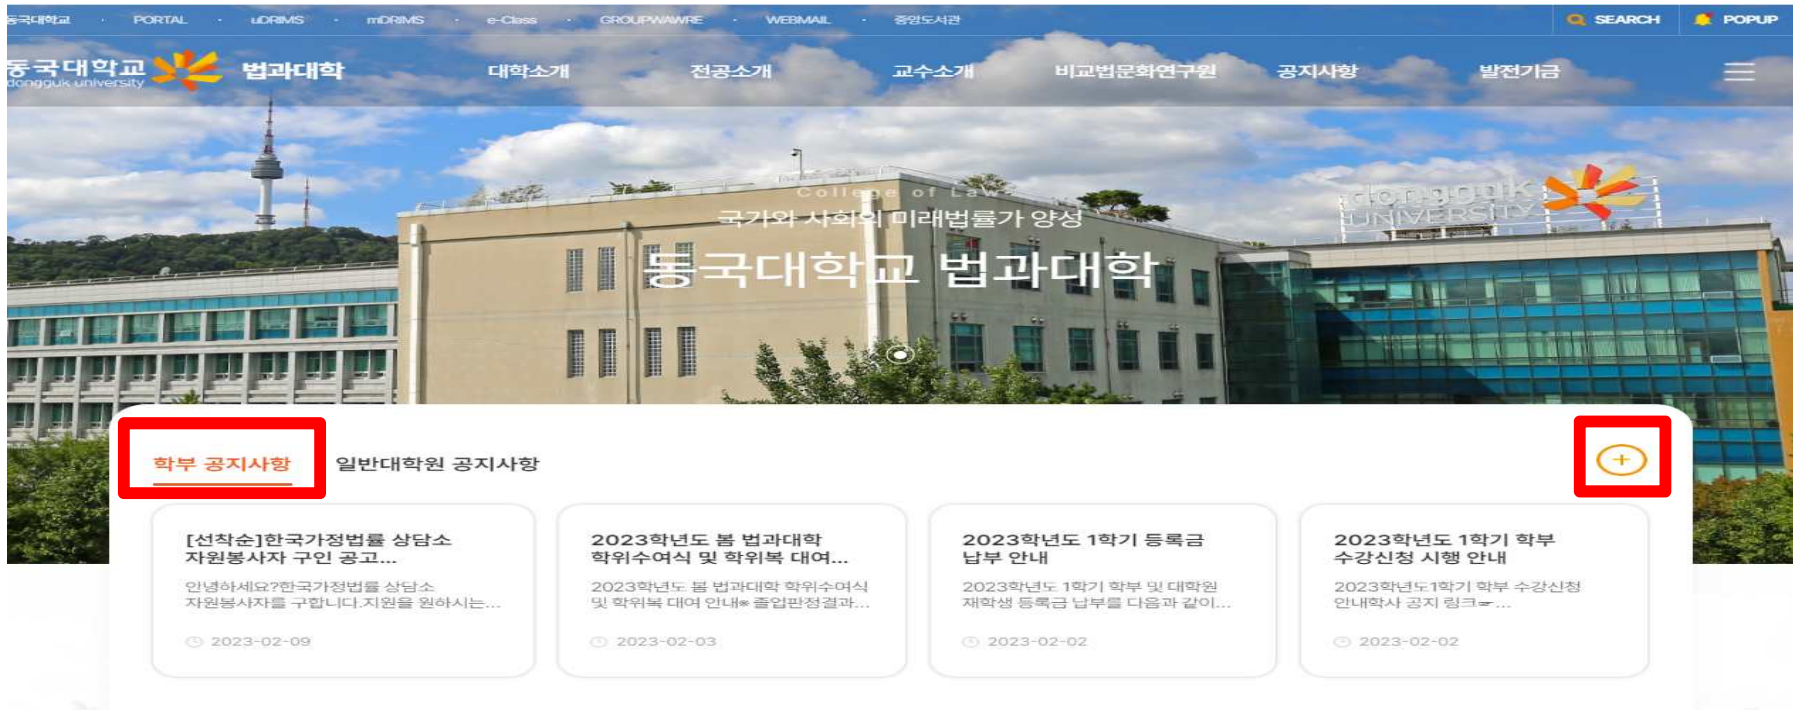 동국대학교 · PORTAL · uDRIMS · mDRIMS · e-Class · GROUPWAWRE · WEBMAIL · 중앙도서관 SEARCH POPUP
동국대학교 법과대학 대학소개 전공소개 교수소개 비교법문화연구원 공지사항 발전기금
dongguk university
College of Law
국가와 사회의 미래법률가 양성
동국대학교 법과대학
dongguk
UNIVERSITY
학부 공지사항 일반대학원 공지사항
[선착순]한국가정법률 상담소
자원봉사자 구인 공고...
안녕하세요?한국가정법률 상담소
자원봉사자를 구합니다.지원을 원하시는...
2023-02-09
2023학년도 봄 법과대학
학위수여식 및 학위복 대여...
2023학년도 봄 법과대학 학위수여식
및 학위복 대여 안내※ 졸업판정결과...
2023-02-03
2023학년도 1학기 등록금
납부 안내
2023학년도 1학기 학부 및 대학원
재학생 등록금 납부를 다음과 같이...
2023-02-02
2023학년도 1학기 학부
수강신청 시행 안내
2023학년도1학기 학부 수강신청
안내학사 공지 링크☞...
2023-02-02